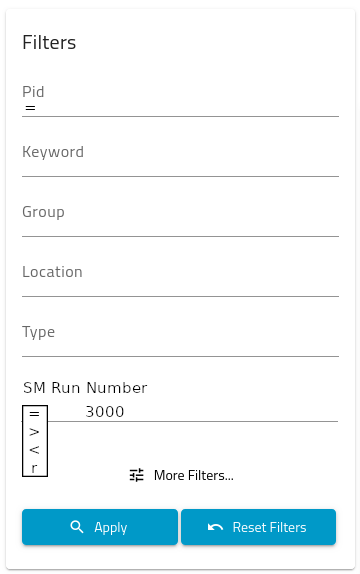 Filters
Pid
=
Keyword
Group
Location
Type
SM Run Number
= 3000
>
<
r
More Filters...
Apply Reset Filters